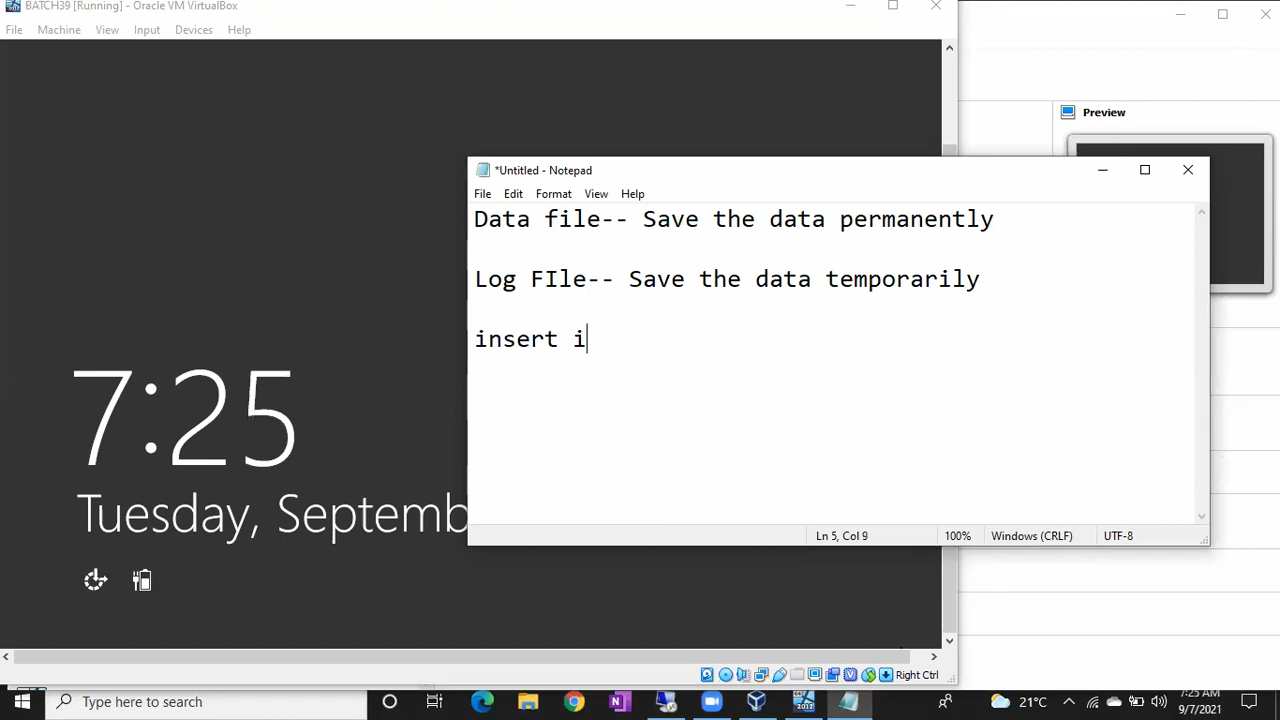 BATCH39 [Running] - Oracle VM VirtualBox
File Machine View Input Devices Help
Preview
*Untitled - Notepad
File Edit Format View Help
Data file-- Save the data permanently
Log FIle-- Save the data temporarily
insert i
7:25
Tuesday, Septemb
Ln 5, Col 9 100% Windows (CRLF) UTF-8
Right Ctrl
Type here to search
2017
21°C
7:25 AM
9/7/2021